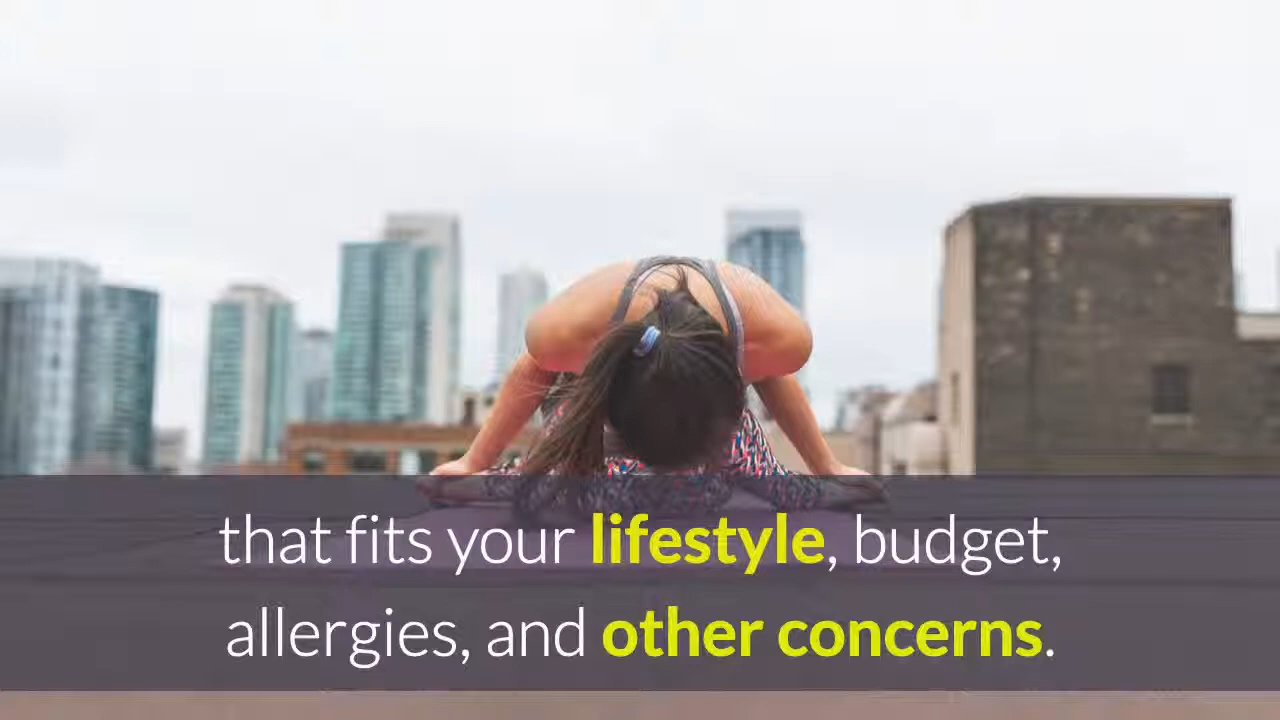 that fits your lifestyle, budget,
allergies, and other concerns.